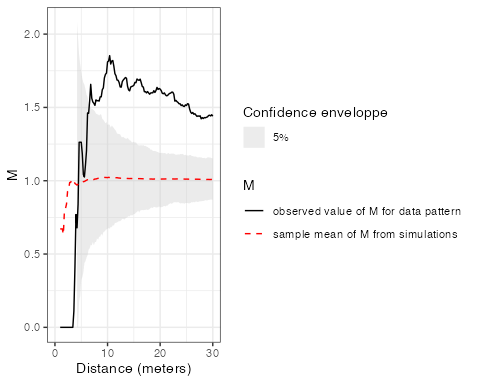 2.0
1.5
1.0
0.5
0.0
M
0
10
20
30
Distance (meters)
Confidence enveloppe
5%
M
observed value of M for data pattern
sample mean of M from simulations